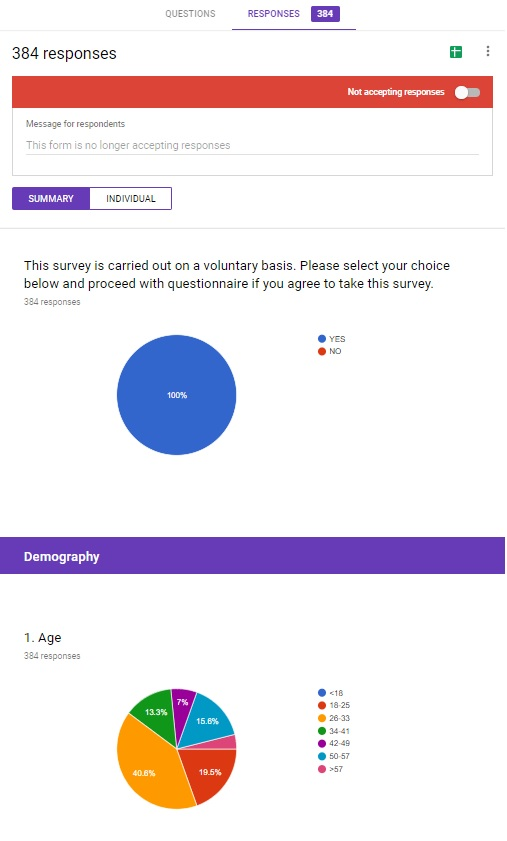 QUESTIONS RESPONSES 384
384 responses
Not accepting responses
Message for respondents
This form is no longer accepting responses
SUMMARY INDIVIDUAL
This survey is carried out on a voluntary basis. Please select your choice
below and proceed with questionnaire if you agree to take this survey.
384 responses
YES
NO
100%
Demography
1. Age
384 responses
<18
18-25
26-33
34-41
42-49
50-57
>57
7%
13.3%
15.6%
40.6%
19.5%